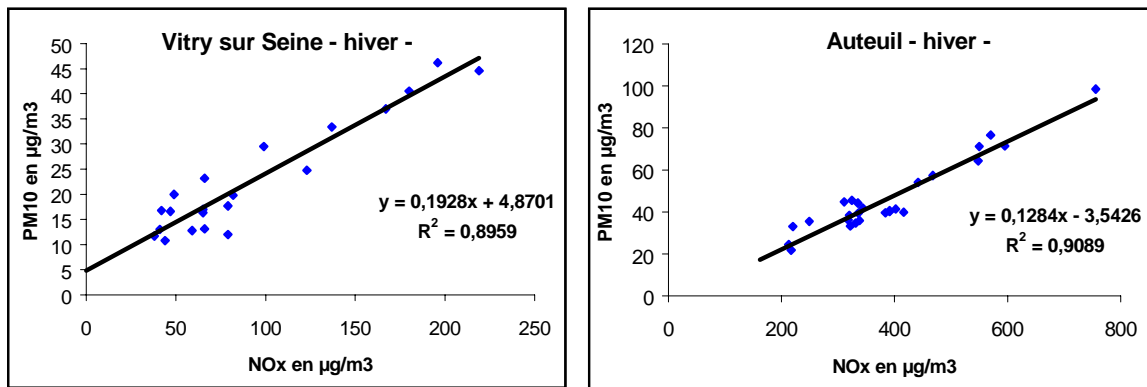 Vitry sur Seine - hiver -
PM10 en µg/m3
50
45
40
35
30
25
20
15
10
5
0
y = 0,1928x + 4,8701
R² = 0,8959
0 50 100 150 200 250
NOx en µg/m3
Auteuil - hiver -
PM10 en µg/m3
120
100
80
60
40
20
0
y = 0,1284x - 3,5426
R² = 0,9089
0 200 400 600 800
NOx en µg/m3